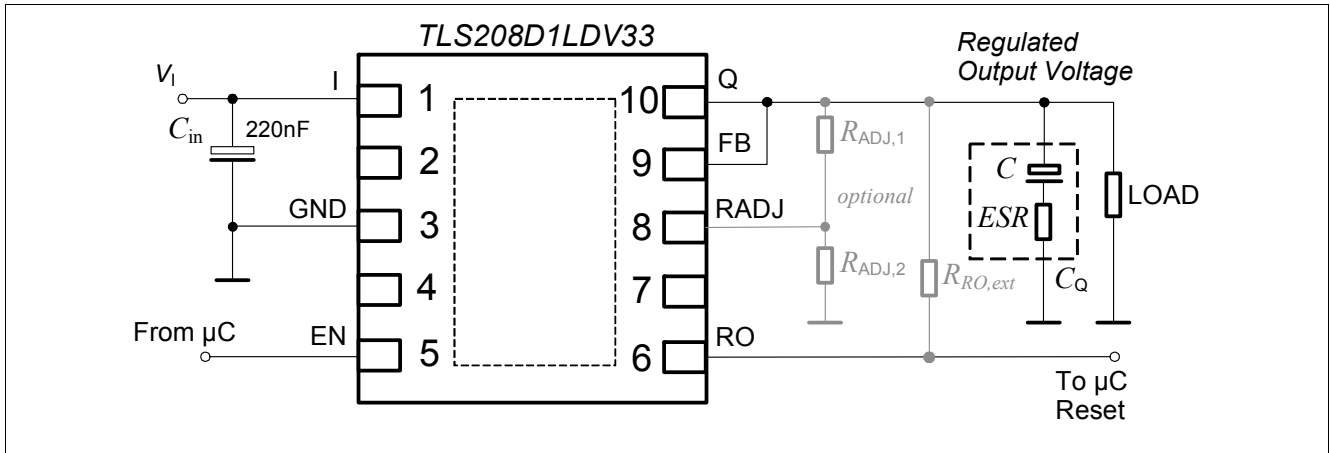 TLS208D1LDV33
Regulated
Output Voltage
VI
I
1
10
Q
Cin
220nF
RADJ,1
2
9
FB
C
optional
GND
3
8
RADJ
ESR
LOAD
RADJ,2
RRO,ext
CQ
4
7
From µC
EN
5
6
RO
To µC
Reset